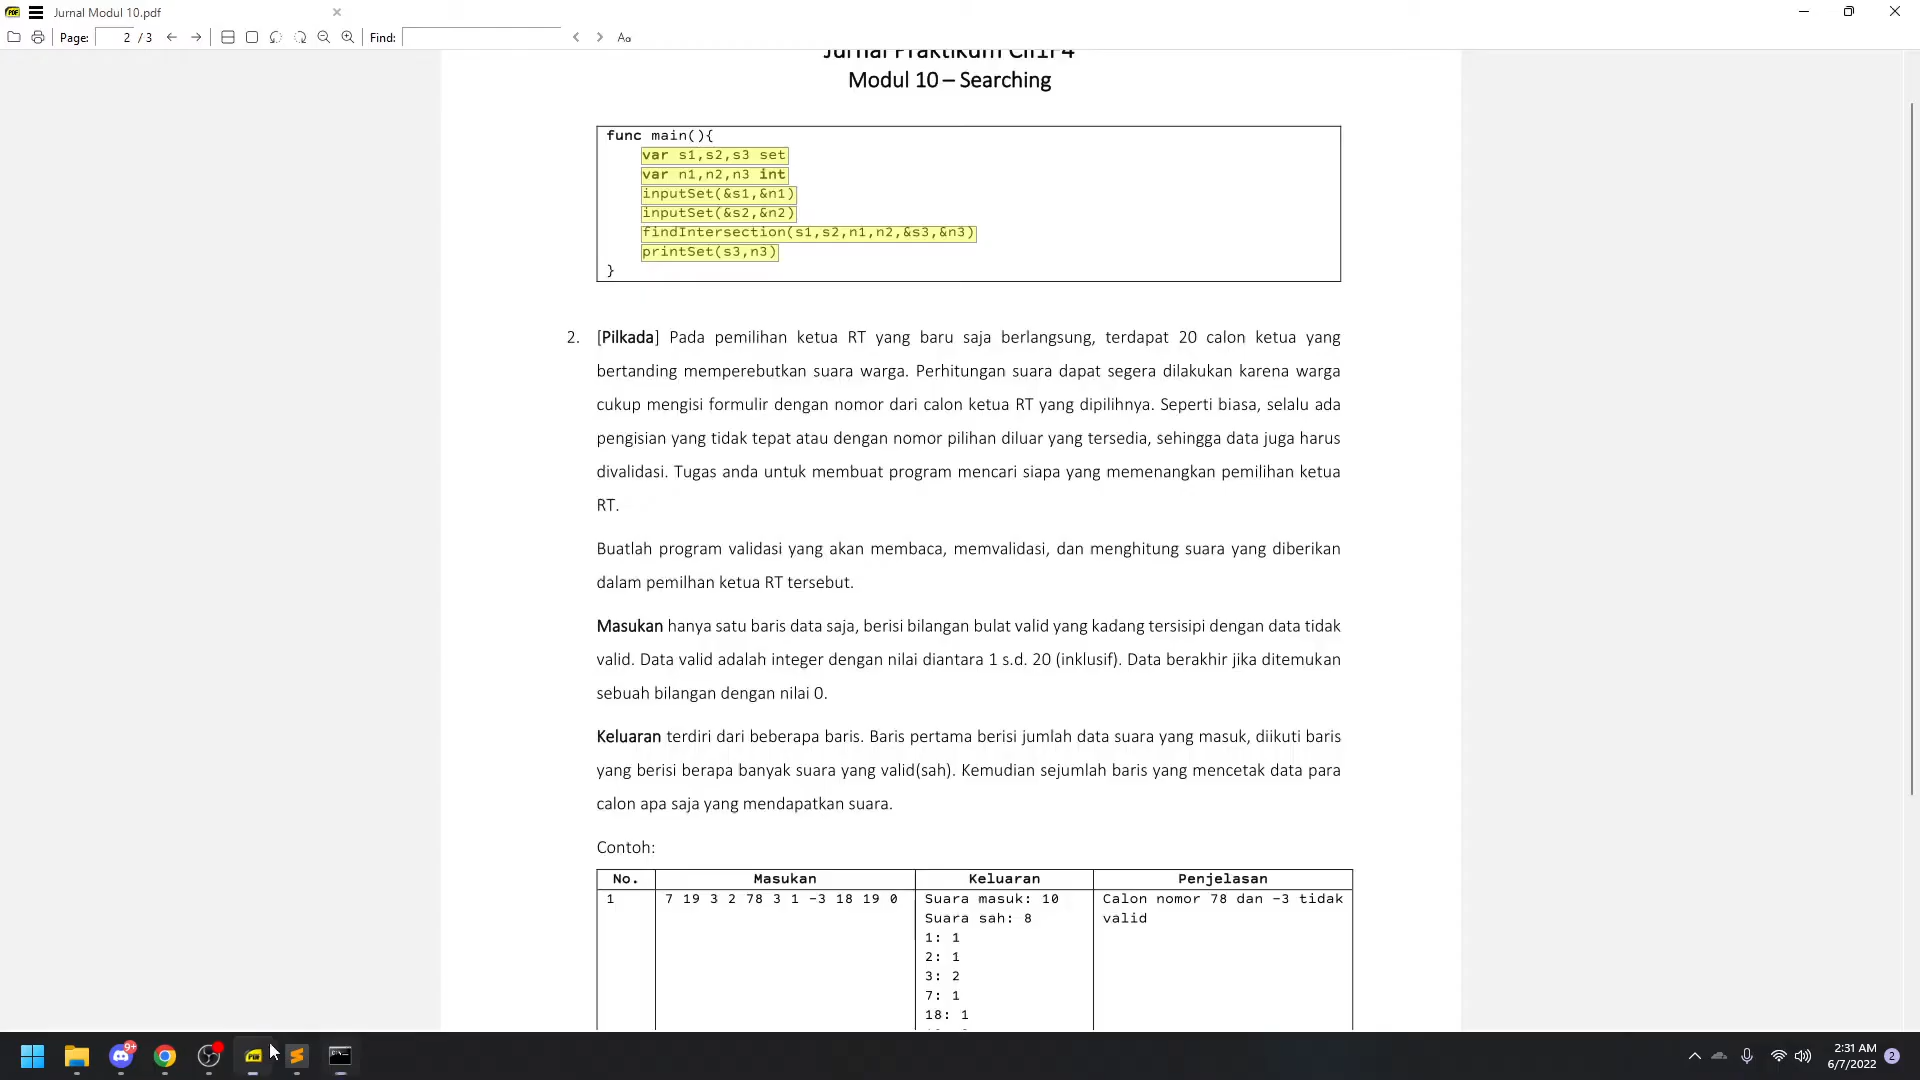 Jurnal Modul 10.pdf
Page: 2 / 3 Find: Aa
Jurnal Praktikum CII1F4
Modul 10 – Searching
func main(){
var s1,s2,s3 set
var n1,n2,n3 int
inputSet(&s1,&n1)
inputSet(&s2,&n2)
findIntersection(s1,s2,n1,n2,&s3,&n3)
printSet(s3,n3)
}
2. [Pilkada] Pada pemilihan ketua RT yang baru saja berlangsung, terdapat 20 calon ketua yang
bertanding memperebutkan suara warga. Perhitungan suara dapat segera dilakukan karena warga
cukup mengisi formulir dengan nomor dari calon ketua RT yang dipilihnya. Seperti biasa, selalu ada
pengisian yang tidak tepat atau dengan nomor pilihan diluar yang tersedia, sehingga data juga harus
divalidasi. Tugas anda untuk membuat program mencari siapa yang memenangkan pemilihan ketua
RT.
Buatlah program validasi yang akan membaca, memvalidasi, dan menghitung suara yang diberikan
dalam pemilhan ketua RT tersebut.
Masukan hanya satu baris data saja, berisi bilangan bulat valid yang kadang tersisipi dengan data tidak
valid. Data valid adalah integer dengan nilai diantara 1 s.d. 20 (inklusif). Data berakhir jika ditemukan
sebuah bilangan dengan nilai 0.
Keluaran terdiri dari beberapa baris. Baris pertama berisi jumlah data suara yang masuk, diikuti baris
yang berisi berapa banyak suara yang valid(sah). Kemudian sejumlah baris yang mencetak data para
calon apa saja yang mendapatkan suara.
Contoh:
No. Masukan Keluaran Penjelasan
1 7 19 3 2 78 3 1 -3 18 19 0 Suara masuk: 10 Calon nomor 78 dan -3 tidak
Suara sah: 8 valid
1: 1
2: 1
3: 2
7: 1
18: 1
9+
2:31 AM
6/7/2022 2